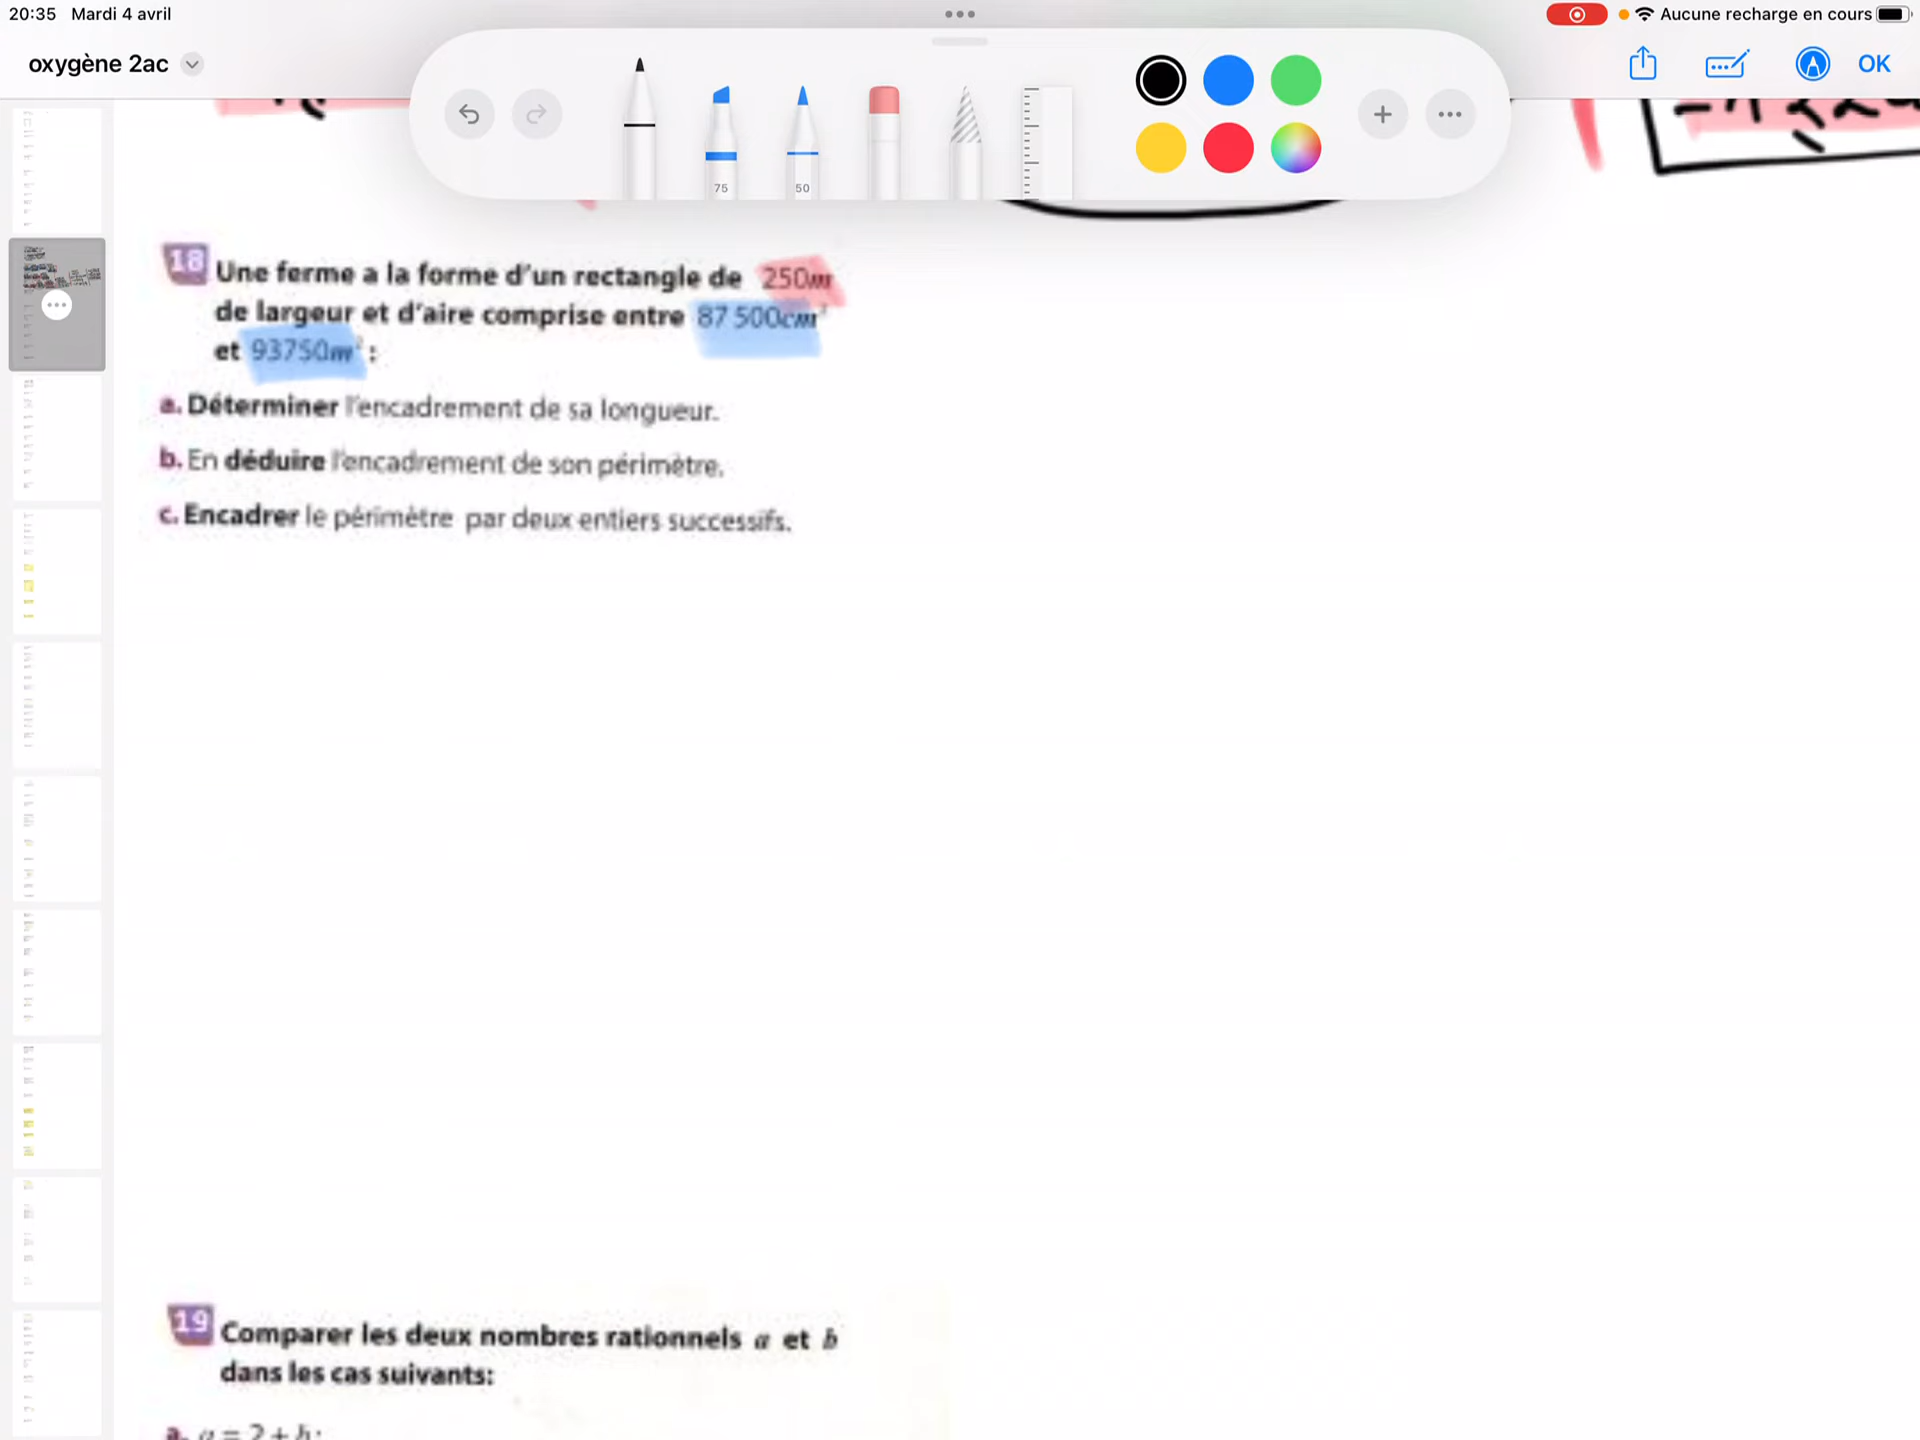 20:35 Mardi 4 avril
Aucune recharge en cours
oxygène 2ac
OK
75
50
18 Une ferme a la forme d'un rectangle de 250m
de largeur et d'aire comprise entre 87 500cm²
et 93750m² :
a. Déterminer l'encadrement de sa longueur.
b. En déduire l'encadrement de son périmètre.
c. Encadrer le périmètre par deux entiers successifs.
19 Comparer les deux nombres rationnels a et b
dans les cas suivants:
a. a = 2 + b;